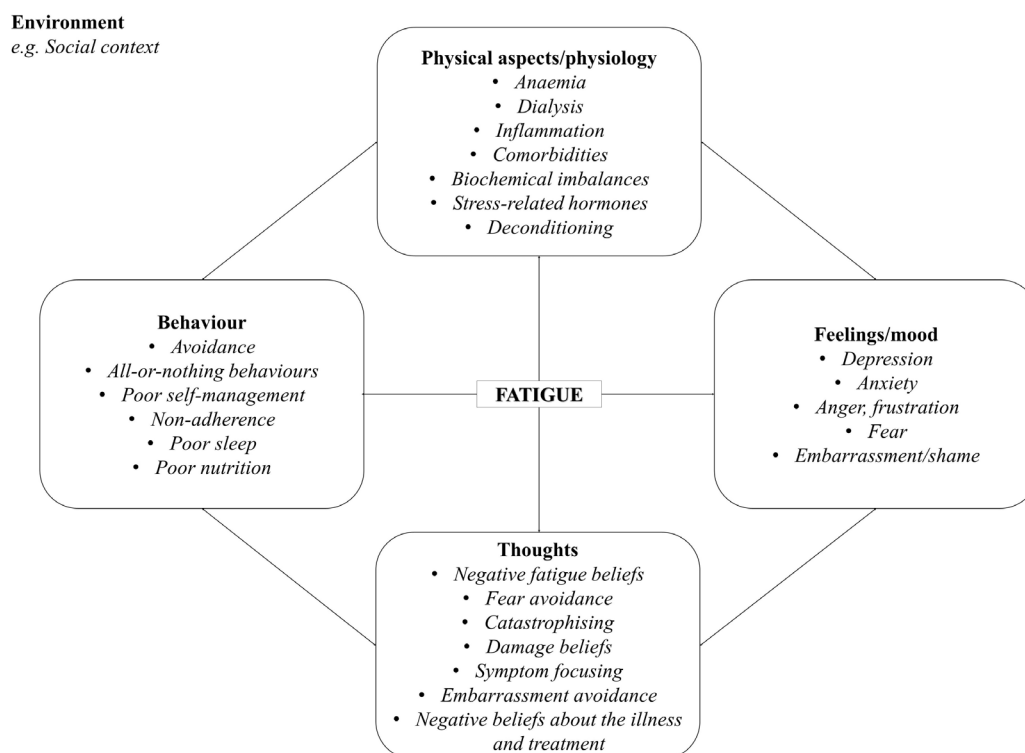 Environment
e.g. Social context
Physical aspects/physiology
• Anaemia
• Dialysis
• Inflammation
• Comorbidities
• Biochemical imbalances
• Stress-related hormones
• Deconditioning
Behaviour
• Avoidance
• All-or-nothing behaviours
• Poor self-management
• Non-adherence
• Poor sleep
• Poor nutrition
FATIGUE
Feelings/mood
• Depression
• Anxiety
• Anger, frustration
• Fear
• Embarrassment/shame
Thoughts
• Negative fatigue beliefs
• Fear avoidance
• Catastrophising
• Damage beliefs
• Symptom focusing
• Embarrassment avoidance
• Negative beliefs about the illness
and treatment